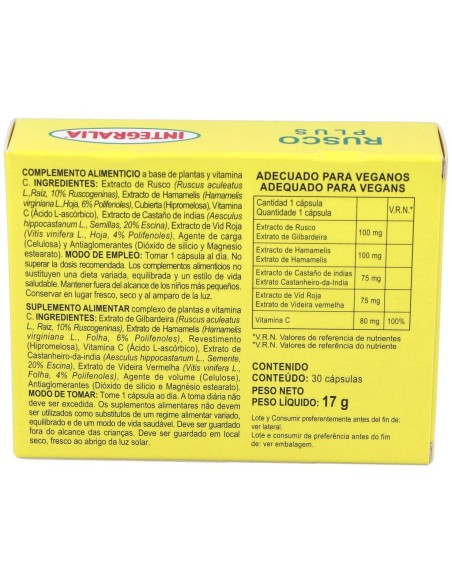 RUSCO
PLUS
INTEGRALIA
COMPLEMENTO ALIMENTICIO a base de plantas y vitamina
C. INGREDIENTES: Extracto de Rusco (Ruscus aculeatus
L., Raíz, 10% Ruscogeninas), Extracto de Hamamelis (Hamamelis
virginiana L., Hoja, 6% Polifenoles), Cubierta (Hipromelosa), Vitamina
C (Ácido L-ascórbico), Extracto de Castaño de indias (Aesculus
hippocastanum L., Semillas, 20% Escina), Extracto de Vid Roja
(Vitis vinifera L., Hoja, 4% Polifenoles), Agente de carga
(Celulosa) y Antiaglomerantes (Dióxido de silicio y Magnesio
estearato). MODO DE EMPLEO: Tomar 1 cápsula al día. No
superar la dosis recomendada. Los complementos alimenticios no
sustituyen una dieta variada, equilibrada y un estilo de vida
saludable. Mantener fuera del alcance de los niños más pequeños.
Conservar en lugar fresco, seco y al amparo de la luz.
SUPLEMENTO ALIMENTAR complexo de plantas e vitamina
C. INGREDIENTES: Extrato de Gilbardeira (Ruscus aculeatus
L., Raiz, 10% Ruscogeninas), Extrato de Hamamelis (Hamamelis
virginiana L., Folha, 6% Polifenoles), Revestimento
(Hipromelosa), Vitamina C (Ácido L-ascórbico), Extrato de
Castanheiro-da-india (Aesculus hippocastanum L., Semente,
20% Escina), Extrato de Videira Vermelha (Vitis vinifera L.,
Folha, 4% Polifenoles), Agente de volume (Celulose),
Antiaglomerantes (Dióxido de silicio e Magnésio estearato).
MODO DE TOMAR: Tome 1 cápsula ao dia. A toma diária não
deve ser excedida. Os suplementos alimentares não devem
ser utilizados como substitutos de um regime alimentar variado,
equilibrado e de um modo de vida saudável. Deve ser guardado
fora do alcance das crianças. Deve ser guardado em local
seco, fresco ao abrigo da luz solar.
ADECUADO PARA VEGANOS
ADEQUADO PARA VEGANS
Cantidad 1 cápsula
Quantidade 1 cápsula
V.R.N.*
Extracto de Rusco
Extrato de Gilbardeira
100 mg
Extracto de Hamamelis
Extrato de Hamamelis
100 mg
Extracto de Castaño de indias
Extrato Castanheiro-da-india
75 mg
Extracto de Vid Roja
Extrato de Videira vermelha
75 mg
Vitamina C
80 mg
100%
*V.R.N. Valores de referencia de nutrientes
*V.R.N. Valores de referência do nutrientes
CONTENIDO
CONTEÚDO: 30 cápsulas
PESO NETO
PESO LÍQUIDO: 17 g
Lote y Consumir preferentemente antes del fin de:
ver lateral.
Lote e consumir de preferência antes do fim
de: ver embalagem.